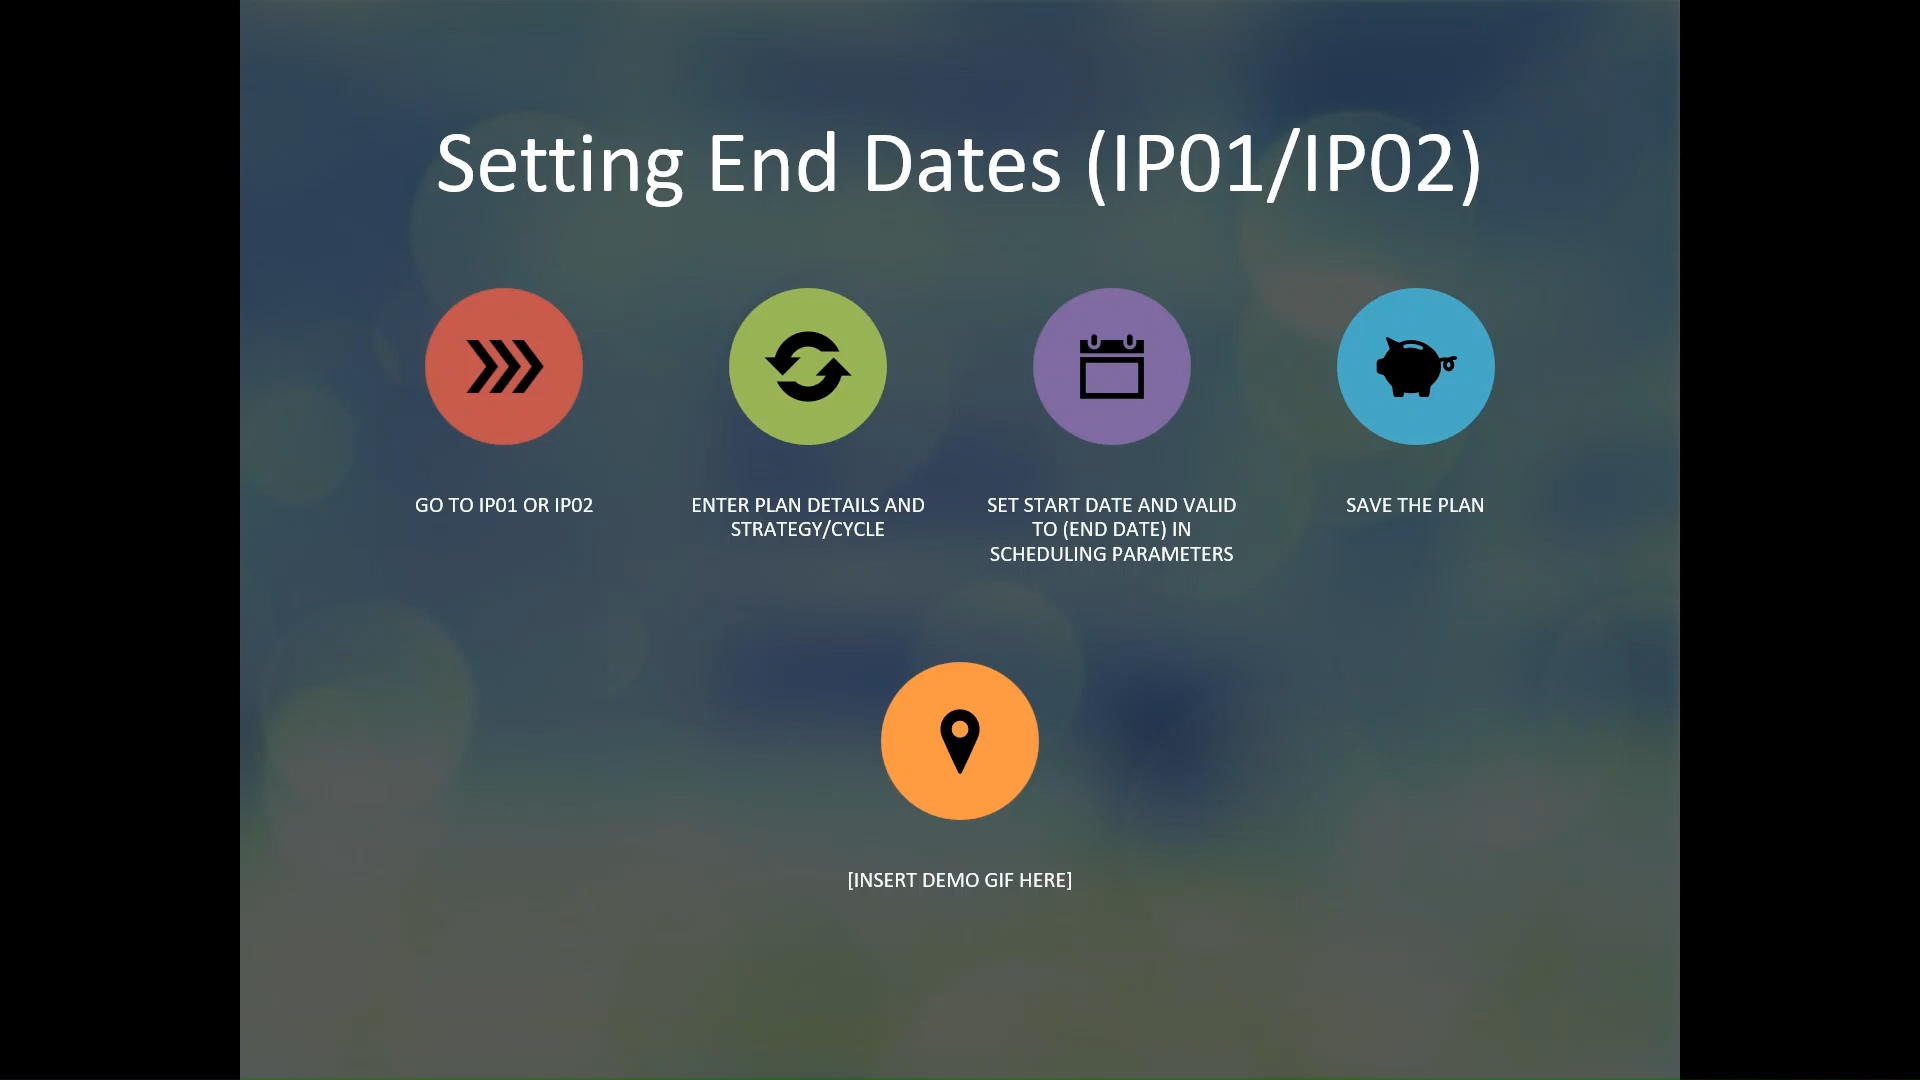 Setting End Dates (IP01/IP02)
GO TO IP01 OR IP02
ENTER PLAN DETAILS AND
STRATEGY/CYCLE
SET START DATE AND VALID
TO (END DATE) IN
SCHEDULING PARAMETERS
SAVE THE PLAN
[INSERT DEMO GIF HERE]